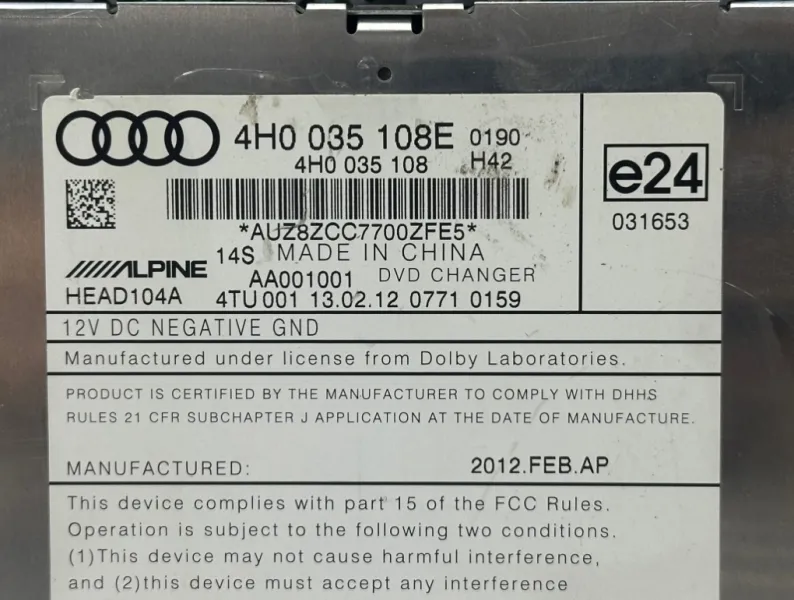 4H0 035 108E 0190
4H0 035 108 H42
e24
031653
*AUZ8ZCC7700ZFE5*
14S MADE IN CHINA
ALPINE AA001001 DVD CHANGER
HEAD104A 4TU 001 13.02.12 0771 0159
12V DC NEGATIVE GND
Manufactured under license from Dolby Laboratories.
PRODUCT IS CERTIFIED BY THE MANUFACTURER TO COMPLY WITH DHHS
RULES 21 CFR SUBCHAPTER J APPLICATION AT THE DATE OF MANUFACTURE.
MANUFACTURED: 2012.FEB.AP
This device complies with part 15 of the FCC Rules.
Operation is subject to the following two conditions.
(1)This device may not cause harmful interference,
and (2)this device must accept any interference